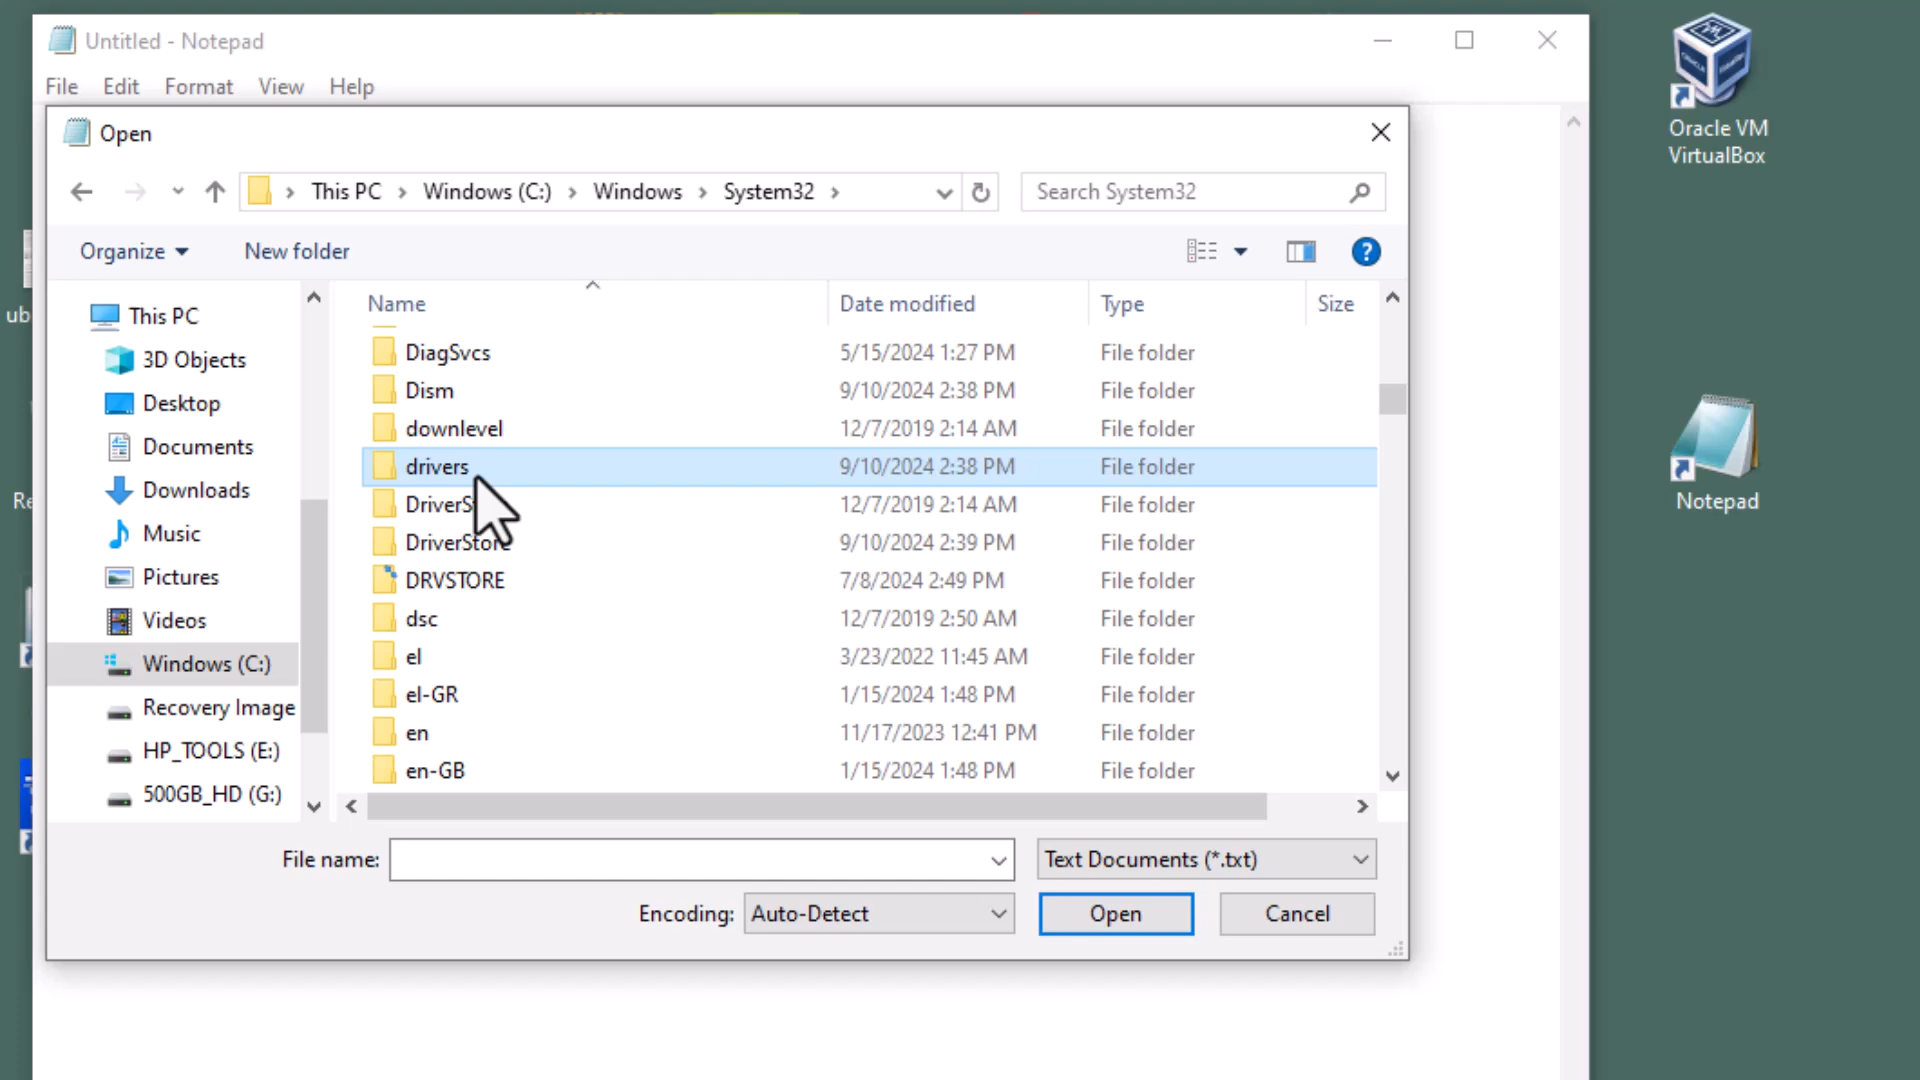 Untitled - Notepad
File Edit Format View Help
Open
This PC Windows (C:) Windows System32
Search System32
Organize New folder
Name Date modified Type Size
DiagSvcs 5/15/2024 1:27 PM File folder
Dism 9/10/2024 2:38 PM File folder
downlevel 12/7/2019 2:14 AM File folder
drivers 9/10/2024 2:38 PM File folder
12/7/2019 2:14 AM File folder
DriverStore 9/10/2024 2:39 PM File folder
DRVSTORE 7/8/2024 2:49 PM File folder
dsc 12/7/2019 2:50 AM File folder
el 3/23/2022 11:45 AM File folder
el-GR 1/15/2024 1:48 PM File folder
en 11/17/2023 12:41 PM File folder
en-GB 1/15/2024 1:48 PM File folder
This PC
3D Objects
Desktop
Documents
Downloads
Music
Pictures
Videos
Windows (C:)
Recovery Image
HP_TOOLS (E:)
500GB_HD (G:)
File name:
Text Documents (*.txt)
Encoding: Auto-Detect
Open Cancel
Oracle VM
VirtualBox
Notepad